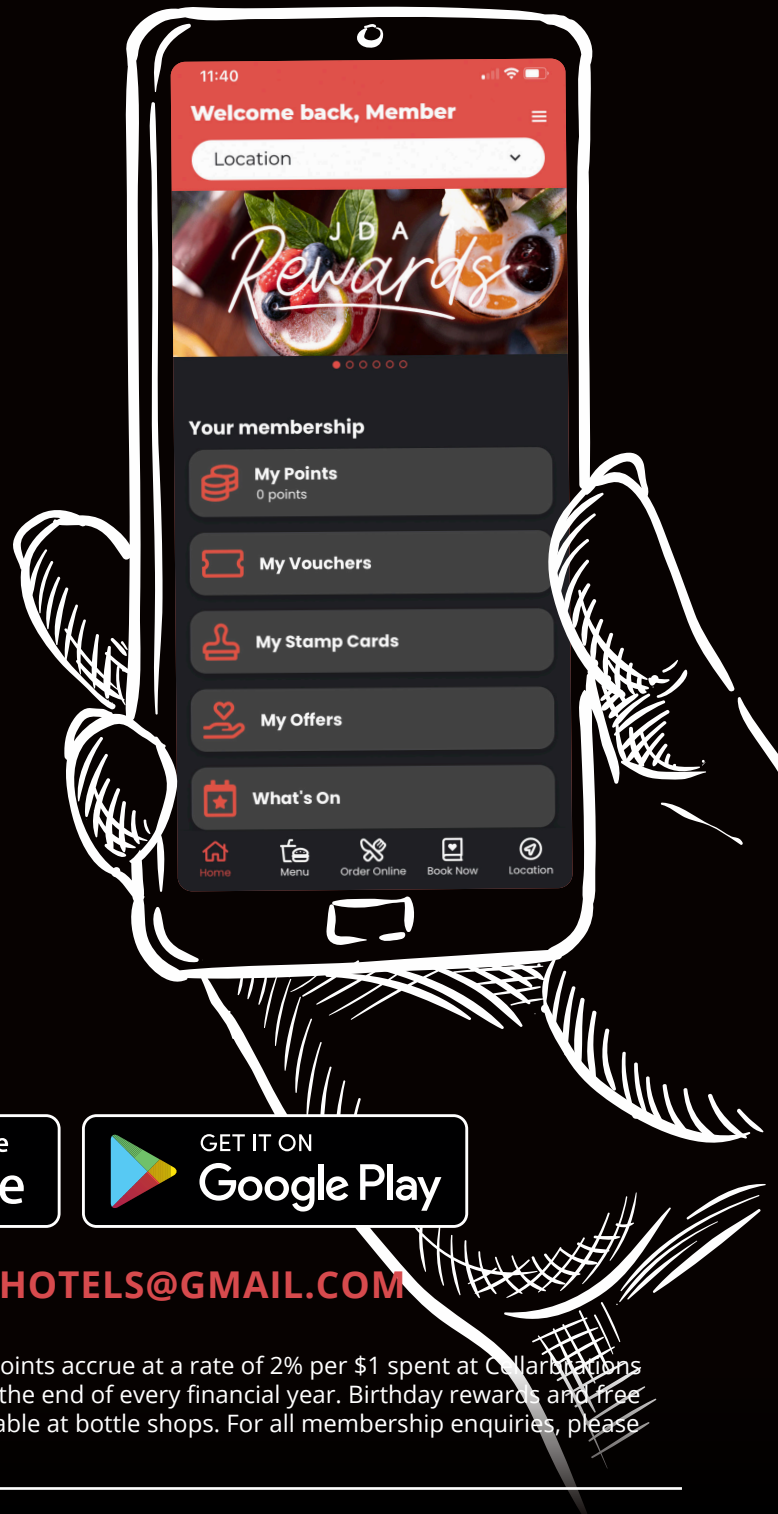 11:40
Welcome back, Member
Location
JDA
Rewards
Your membership
My Points
0 points
My Vouchers
My Stamp Cards
My Offers
What's On
Home Menu Order Online Book Now Location
e
e
GET IT ON
Google Play
HOTELS@GMAIL.COM
oints accrue at a rate of 2% per $1 spent at Cellarbrations
the end of every financial year. Birthday rewards and free
able at bottle shops. For all membership enquiries, please